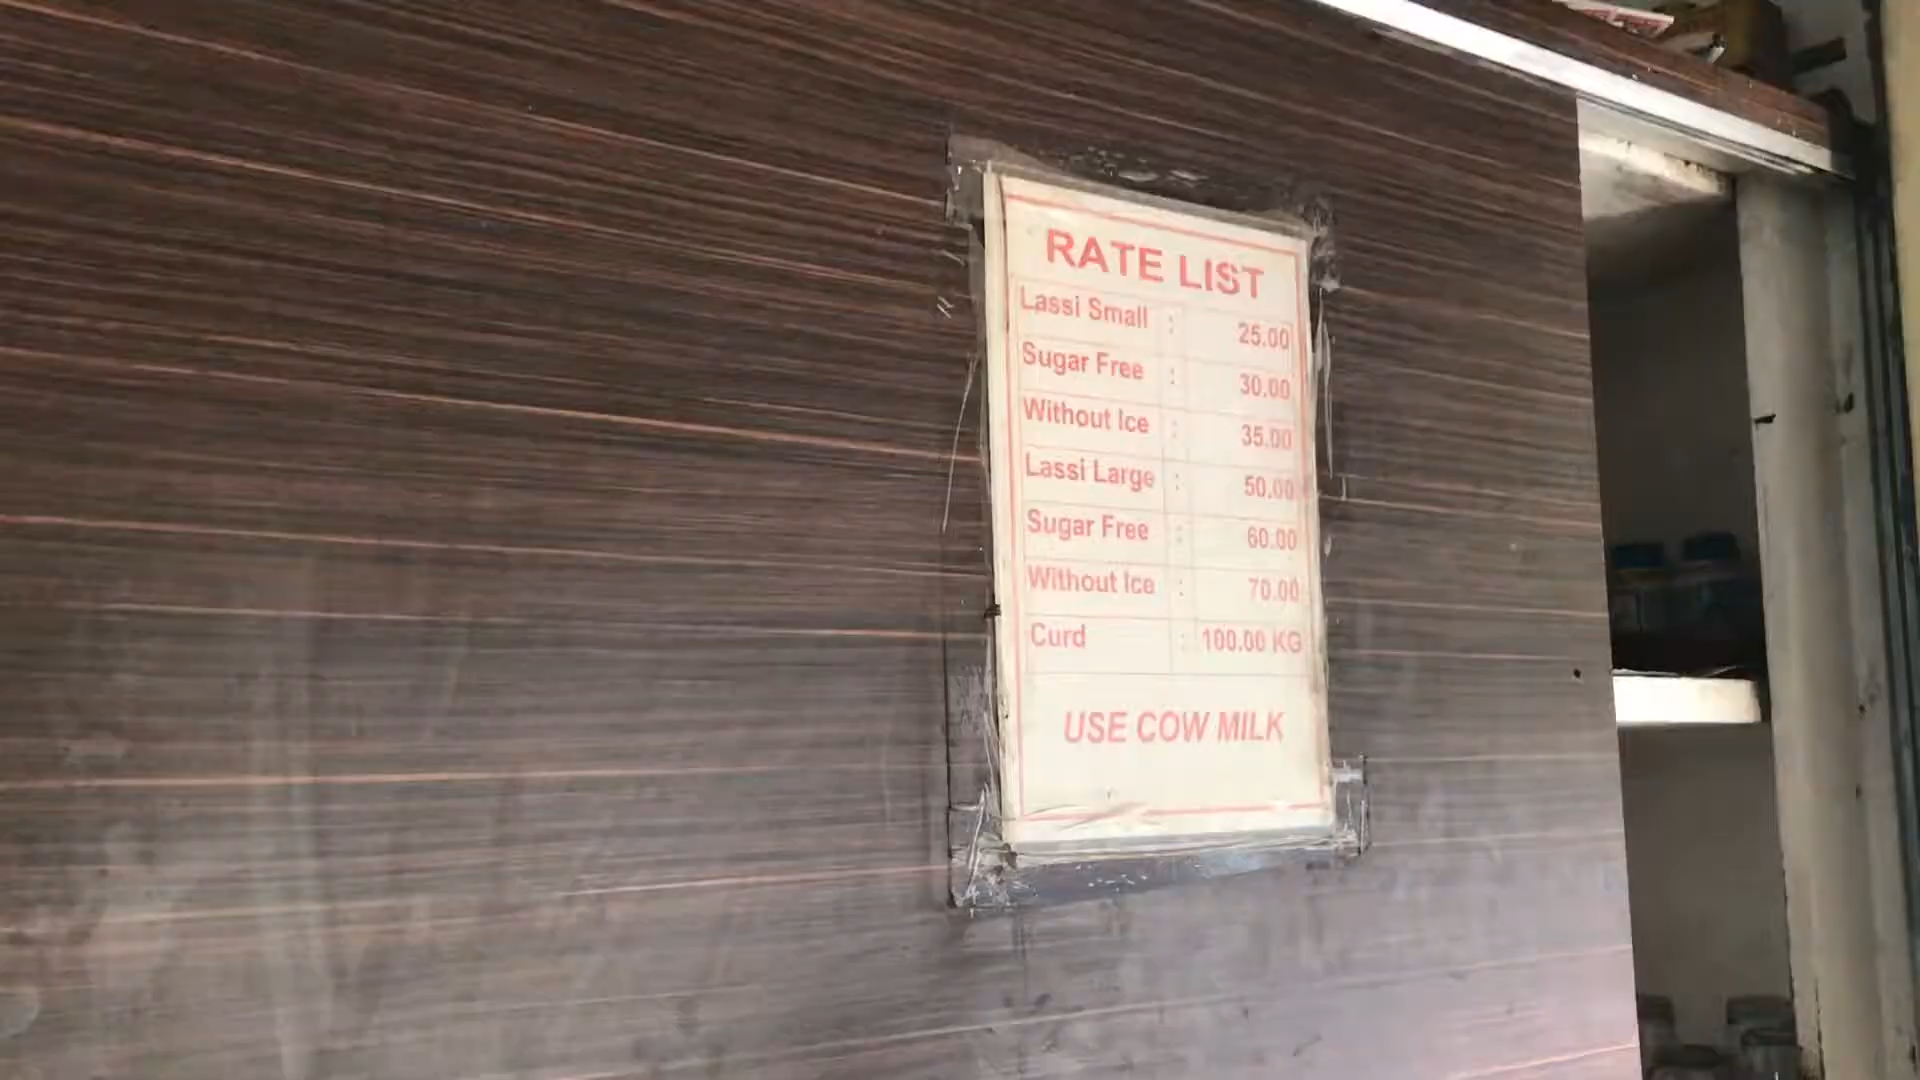 RATE LIST
Lassi Small : 25.00
Sugar Free : 30.00
Without Ice : 35.00
Lassi Large : 50.00
Sugar Free : 60.00
Without Ice : 70.00
Curd : 100.00 KG
USE COW MILK